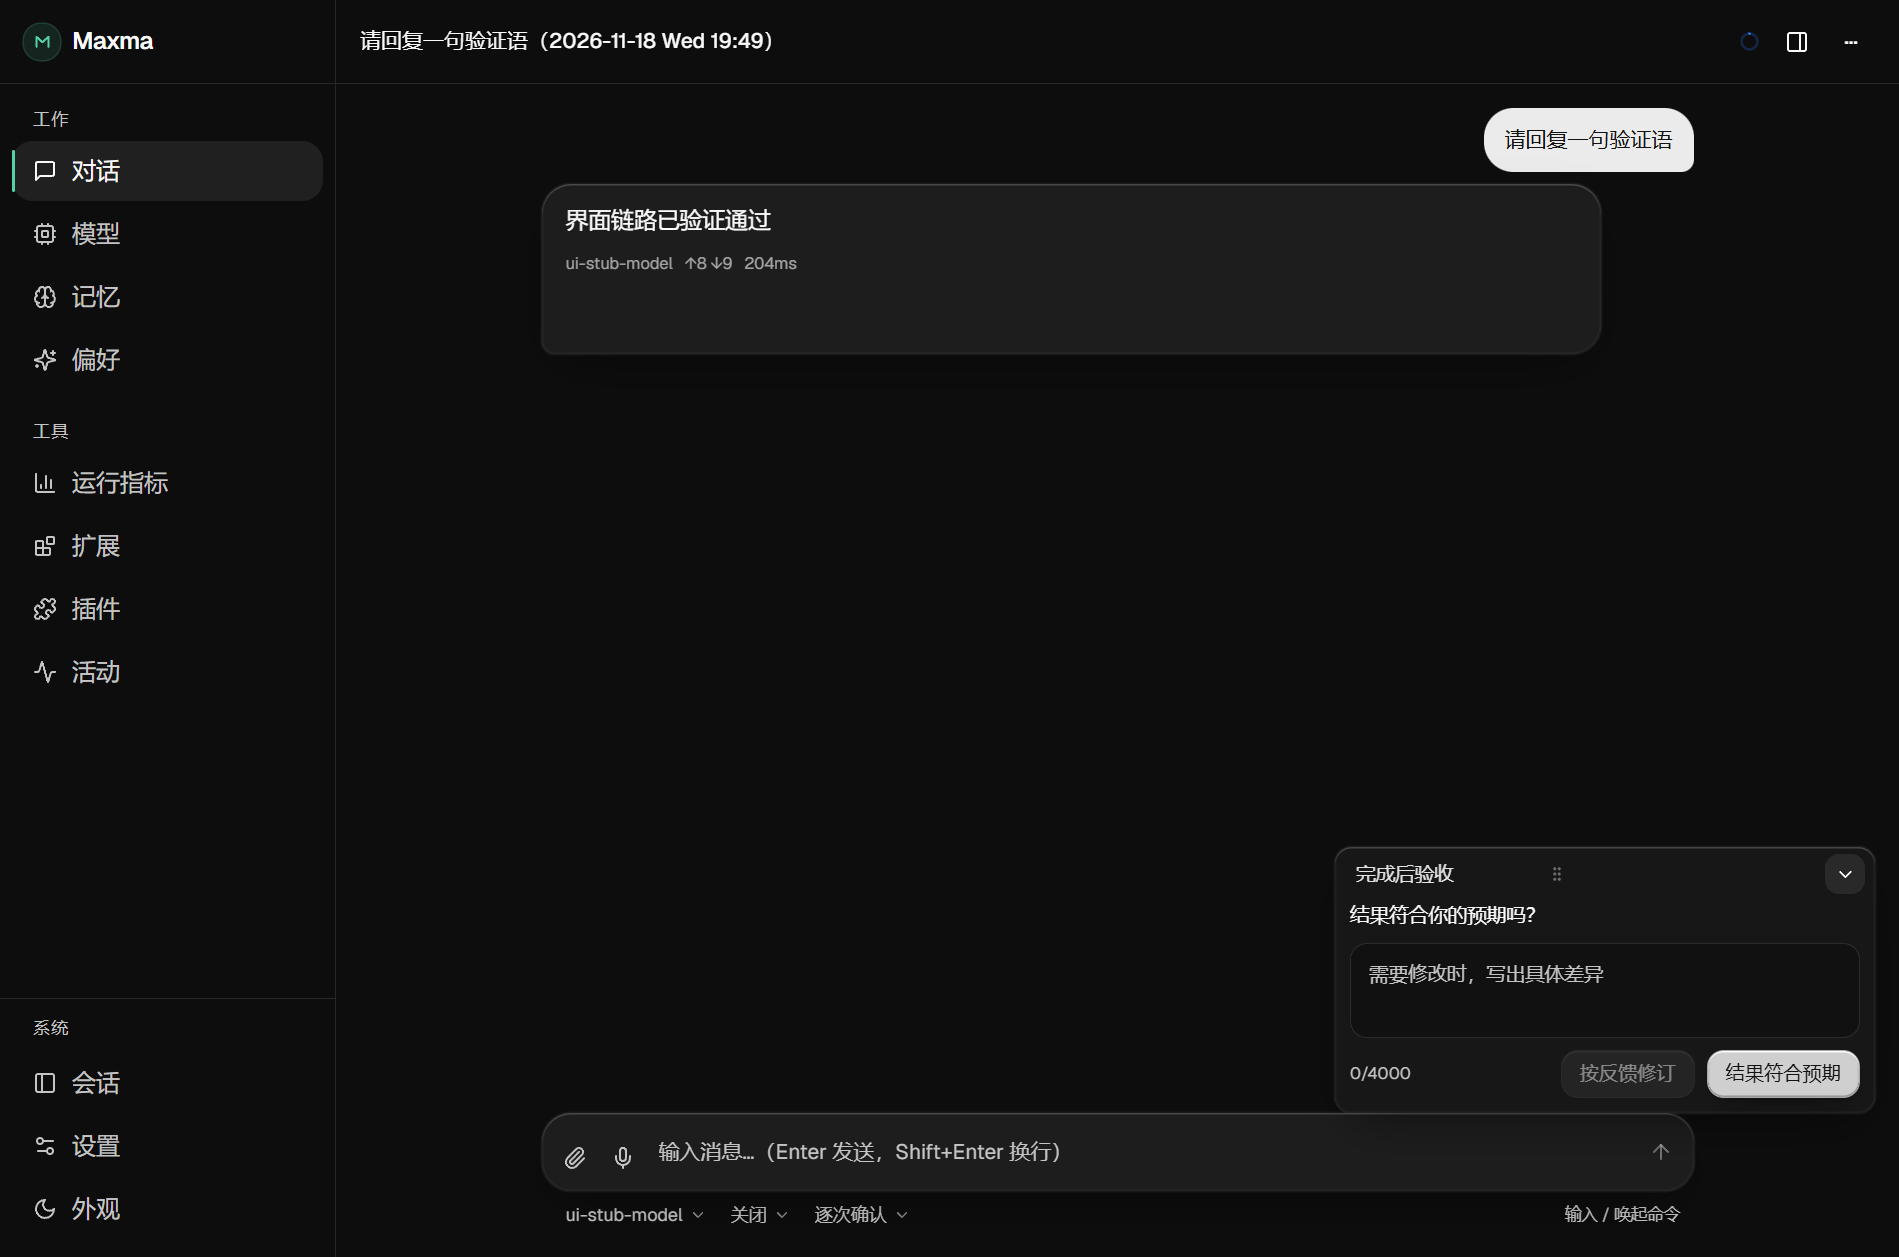 Maxma
请回复一句验证语（2026-11-18 Wed 19:49）
工作
对话
模型
记忆
偏好
工具
运行指标
扩展
插件
活动
系统
会话
设置
外观
请回复一句验证语
界面链路已验证通过
ui-stub-model ↑8 ↓9 204ms
完成后验收
结果符合你的预期吗？
需要修改时，写出具体差异
0/4000
按反馈修订
结果符合预期
输入消息...（Enter 发送，Shift+Enter 换行）
ui-stub-model 关闭 逐次确认
输入 / 唤起命令